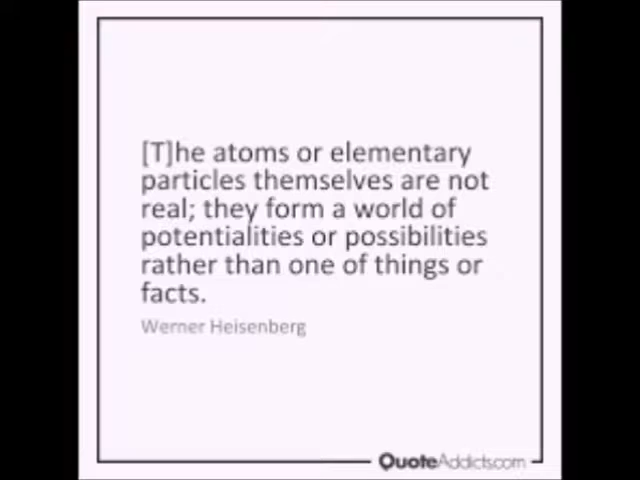 [T]he atoms or elementary
particles themselves are not
real; they form a world of
potentialities or possibilities
rather than one of things or
facts.
Werner Heisenberg
QuoteAddicts.com